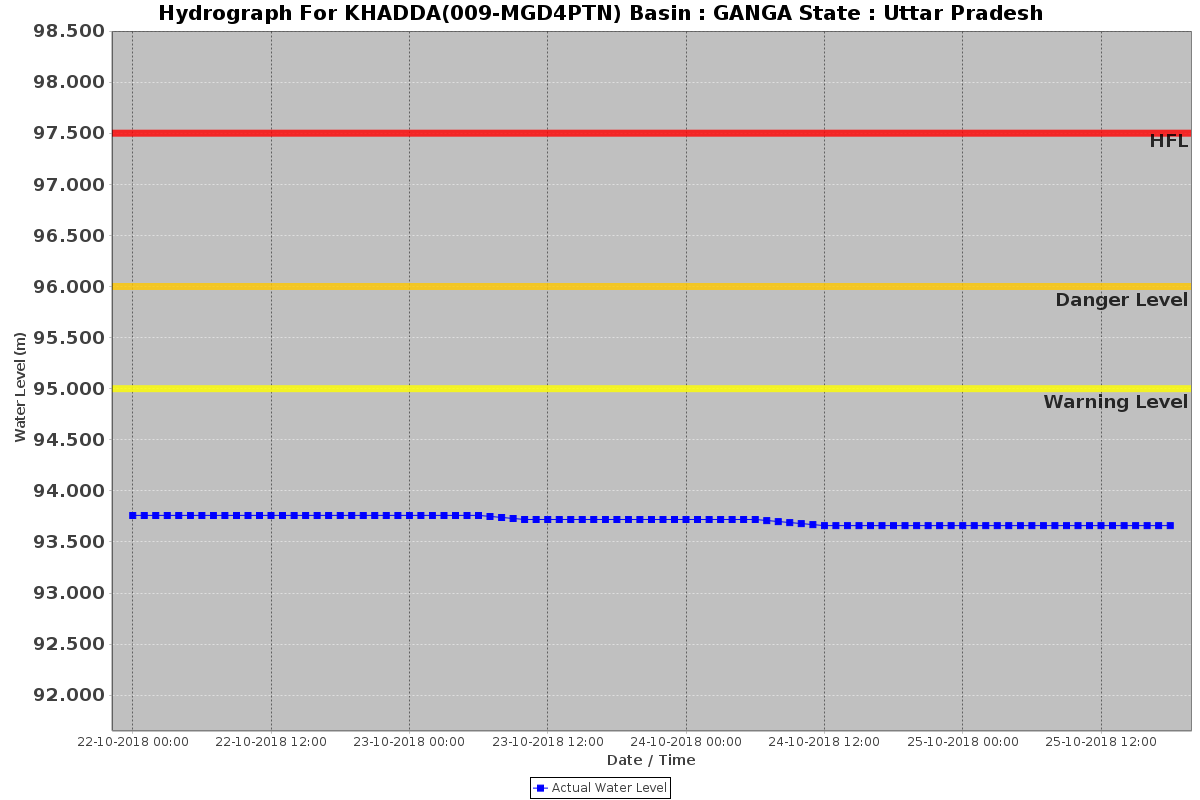 Hydrograph For KHADDA(009-MGD4PTN) Basin : GANGA State : Uttar Pradesh
98.500
98.000
97.500
HFL
97.000
96.500
96.000
Danger Level
95.500
95.000
Warning Level
94.500
94.000
93.500
93.000
92.500
92.000
Water Level (m)
22-10-2018 00:00 22-10-2018 12:00 23-10-2018 00:00 23-10-2018 12:00 24-10-2018 00:00 24-10-2018 12:00 25-10-2018 00:00 25-10-2018 12:00
Date / Time
Actual Water Level